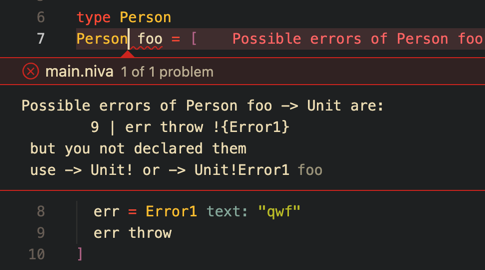 6 type Person
7 Person foo = [ Possible errors of Person foo
main.niva 1 of 1 problem
Possible errors of Person foo -> Unit are:
9 | err throw !{Error1}
but you not declared them
use -> Unit! or -> Unit!Error1 foo
8 err = Error1 text: "qwf"
9 err throw
10 ]